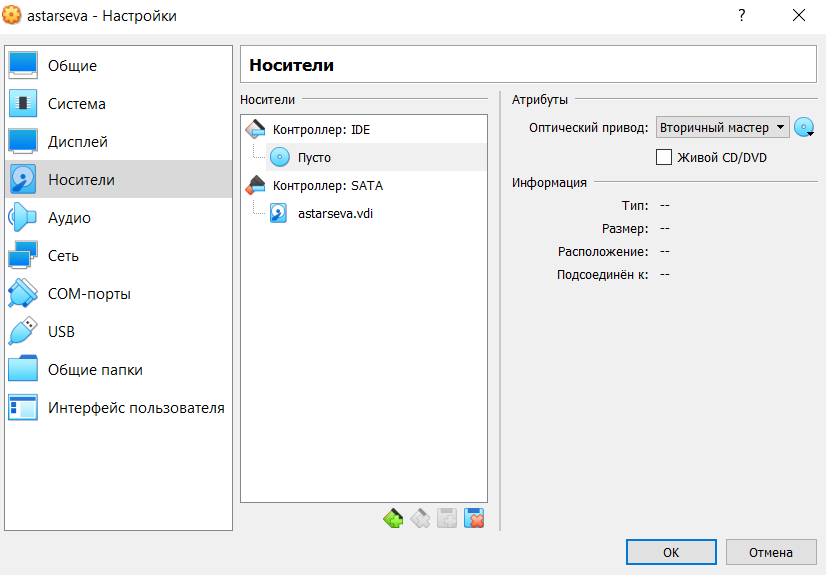 astarseva - Настройки
?
Общие
Система
Дисплей
Носители
Аудио
Сеть
COM-порты
USB
Общие папки
Интерфейс пользователя
Носители
Носители
Контроллер: IDE
Пусто
Контроллер: SATA
astarseva.vdi
Атрибуты
Оптический привод: Вторичный мастер
Живой CD/DVD
Информация
Тип: --
Размер: --
Расположение: --
Подсоединён к: --
OK
Отмена